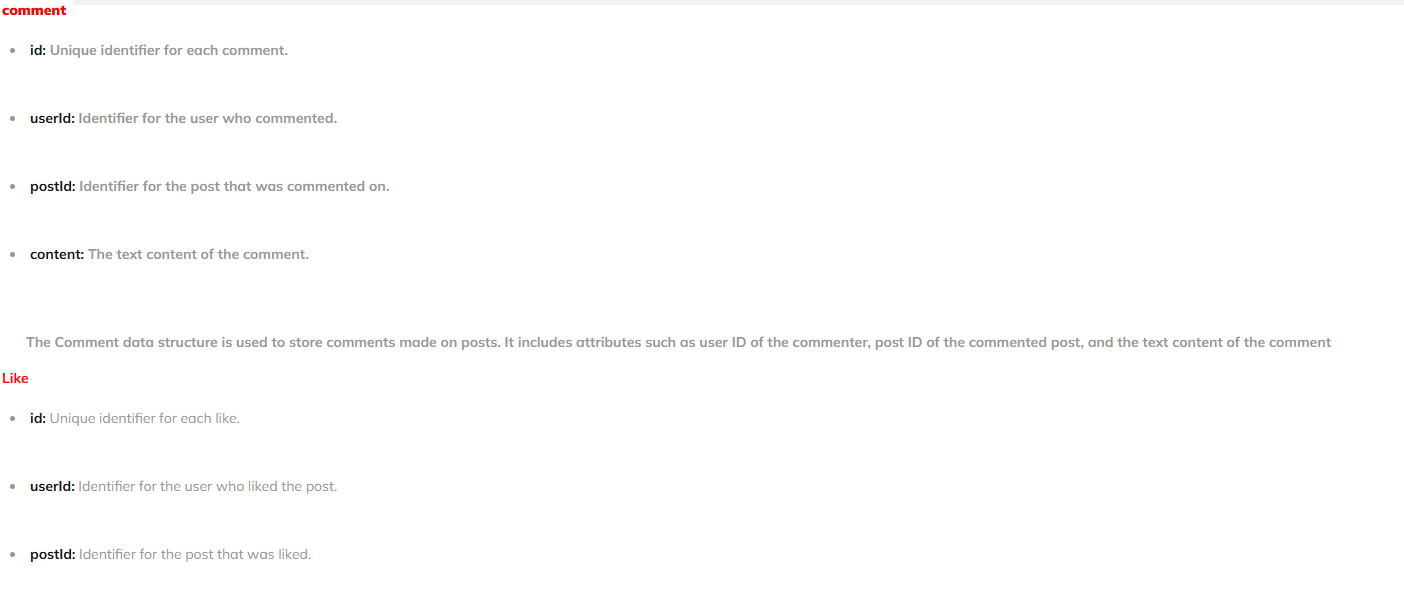 comment
id: Unique identifier for each comment.
userId: Identifier for the user who commented.
postId: Identifier for the post that was commented on.
content: The text content of the comment.
The Comment data structure is used to store comments made on posts. It includes attributes such as user ID of the commenter, post ID of the commented post, and the text content of the comment
Like
id: Unique identifier for each like.
userId: Identifier for the user who liked the post.
postId: Identifier for the post that was liked.